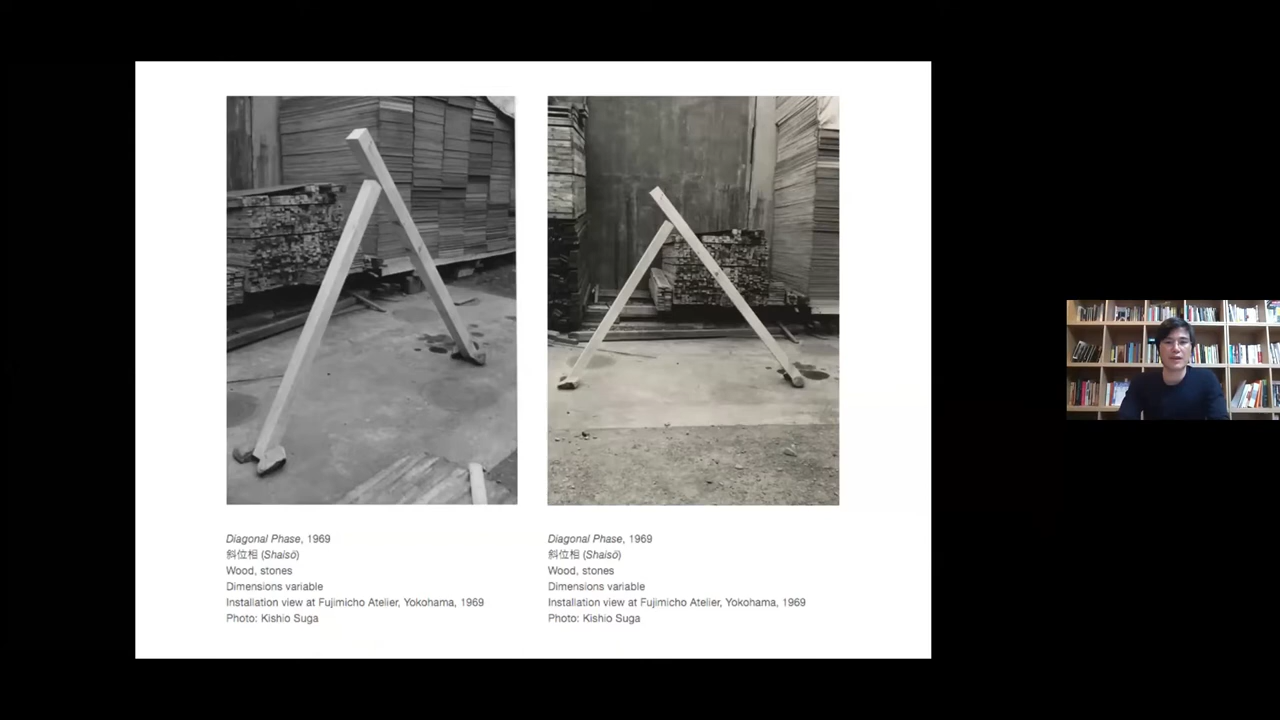 Diagonal Phase, 1969
斜位相 (Shaisō)
Wood, stones
Dimensions variable
Installation view at Fujimicho Atelier, Yokohama, 1969
Photo: Kishio Suga
Diagonal Phase, 1969
斜位相 (Shaisō)
Wood, stones
Dimensions variable
Installation view at Fujimicho Atelier, Yokohama, 1969
Photo: Kishio Suga